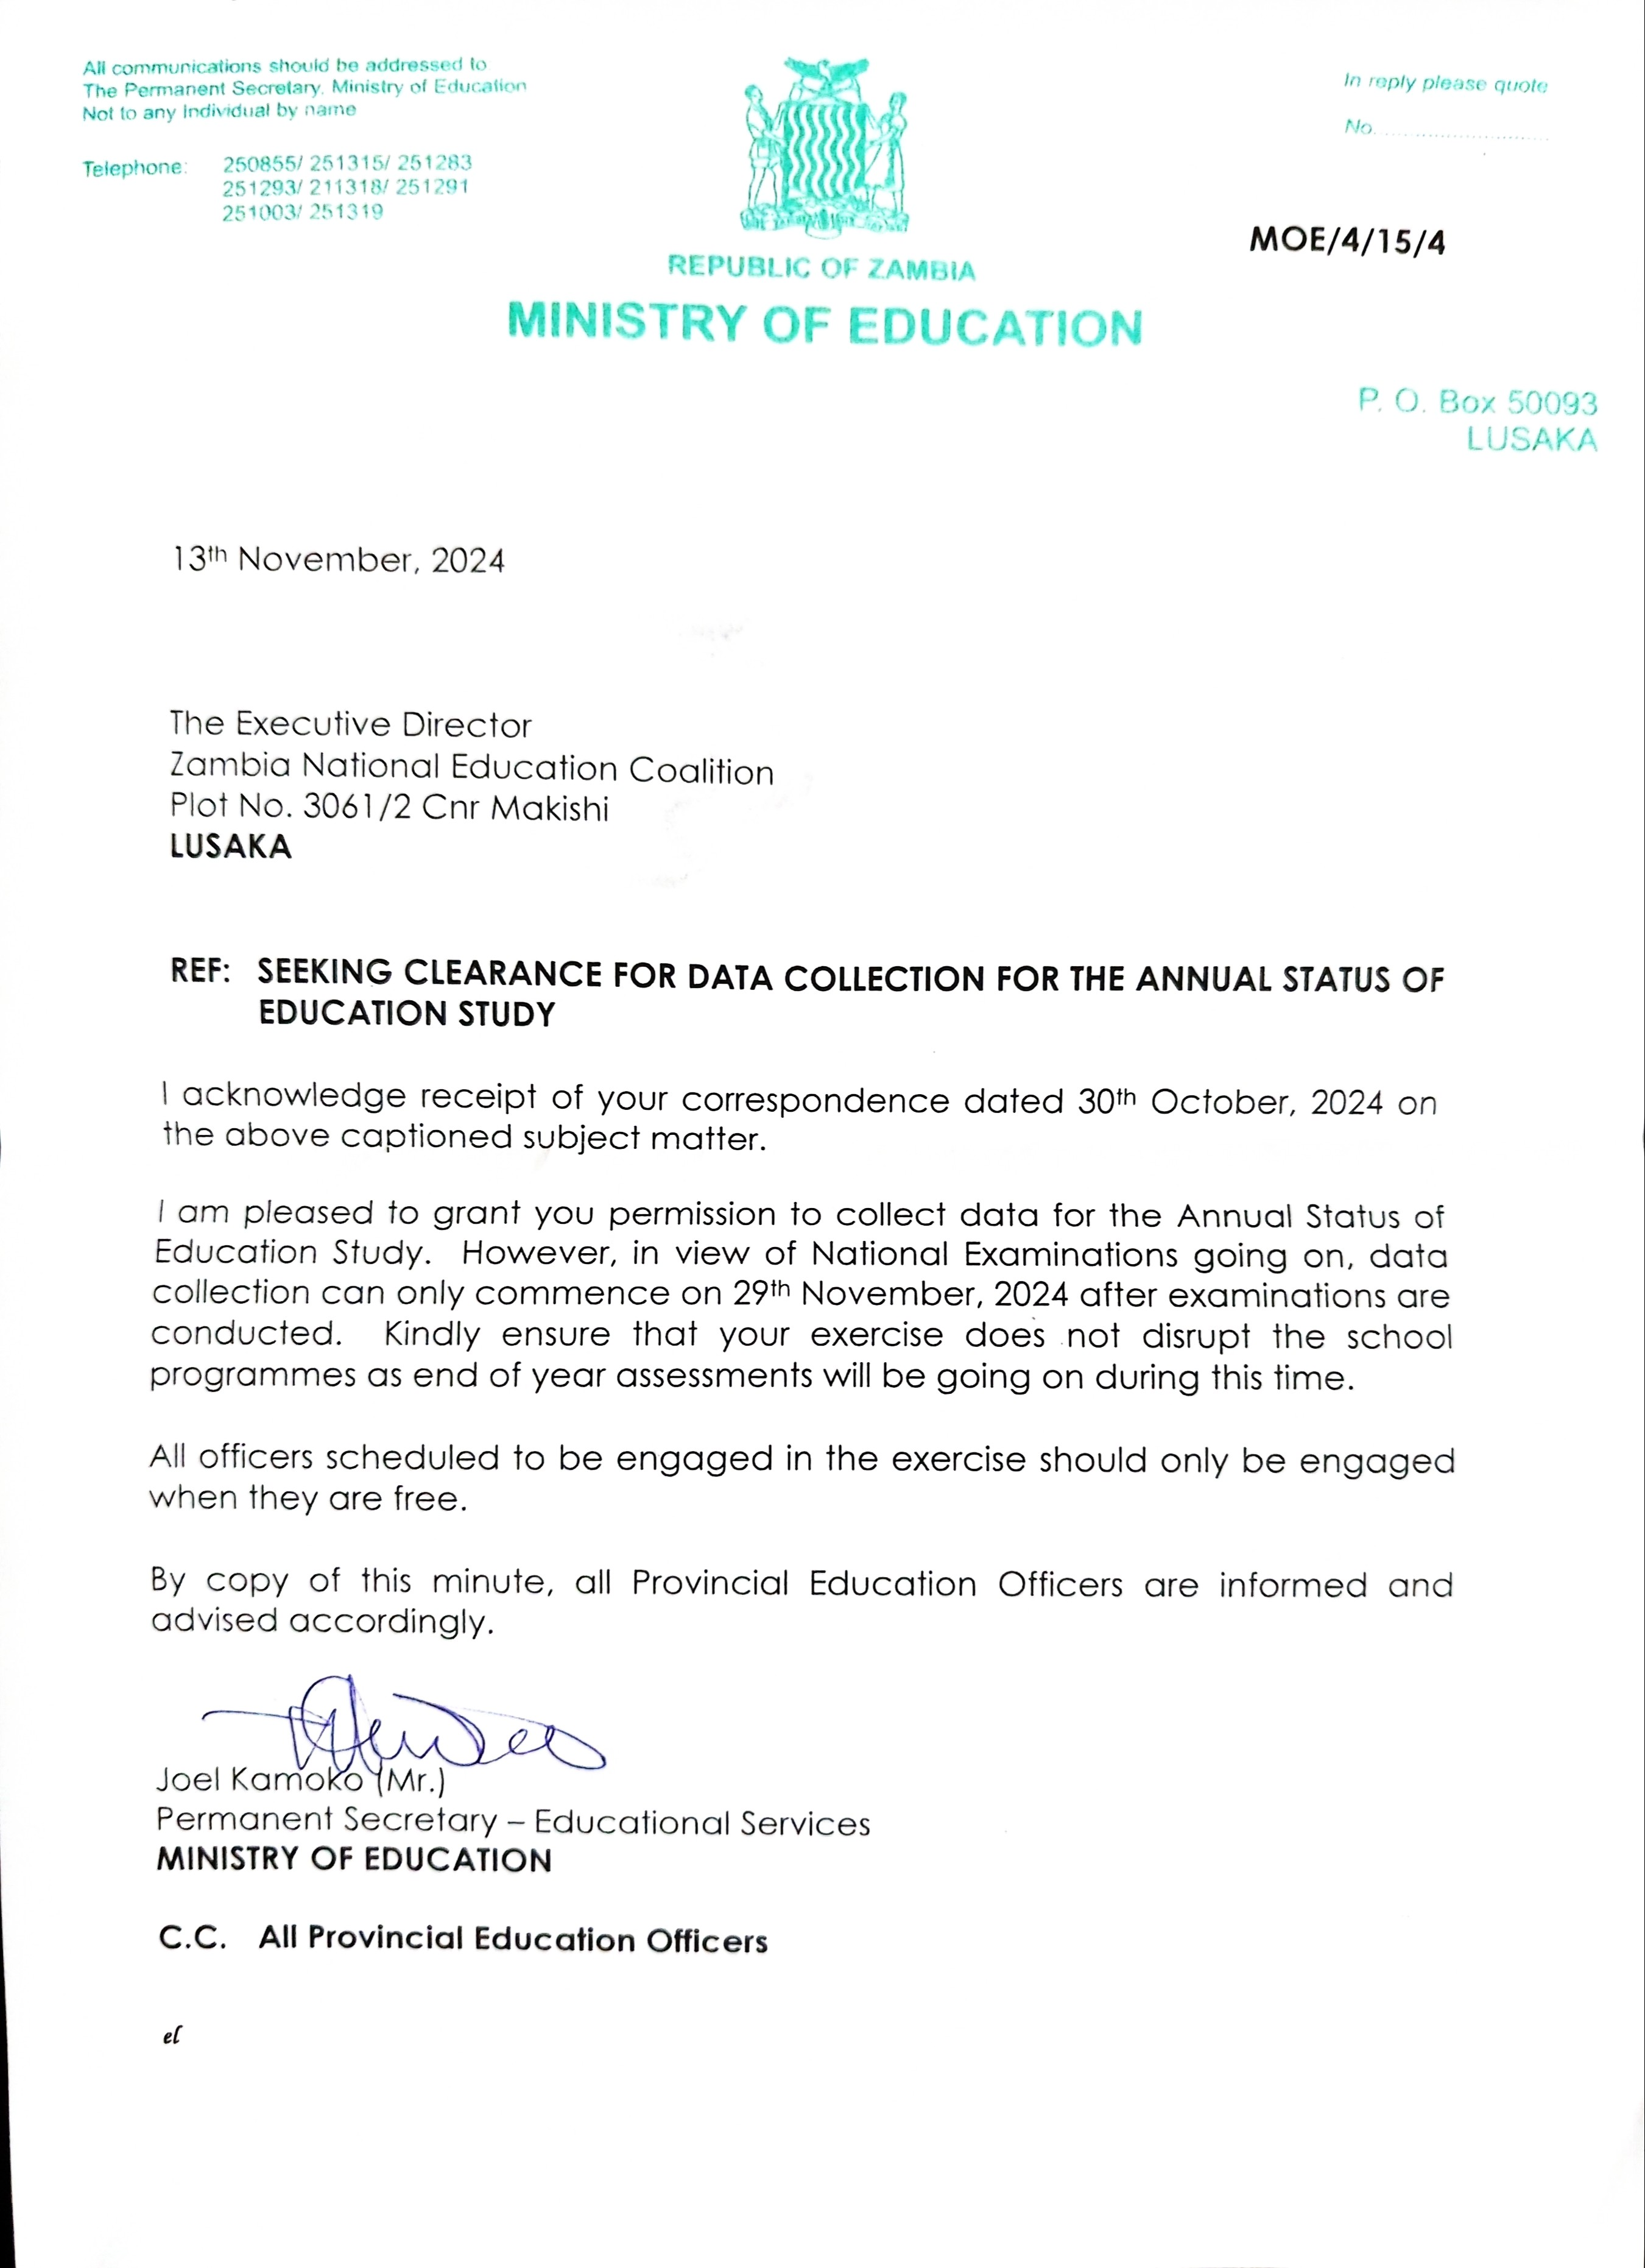 All communications should be addressed to
The Permanent Secretary, Ministry of Education
Not to any individual by name
Telephone: 250855/ 251315/ 251283
251293/ 211318/ 251291
251003/ 251319
In reply please quote
No.
MOE/4/15/4
REPUBLIC OF ZAMBIA
MINISTRY OF EDUCATION
P. O. Box 50093
LUSAKA
13th November, 2024
The Executive Director
Zambia National Education Coalition
Plot No. 3061/2 Cnr Makishi
LUSAKA
REF: SEEKING CLEARANCE FOR DATA COLLECTION FOR THE ANNUAL STATUS OF
EDUCATION STUDY
I acknowledge receipt of your correspondence dated 30th October, 2024 on
the above captioned subject matter.
I am pleased to grant you permission to collect data for the Annual Status of
Education Study. However, in view of National Examinations going on, data
collection can only commence on 29th November, 2024 after examinations are
conducted. Kindly ensure that your exercise does not disrupt the school
programmes as end of year assessments will be going on during this time.
All officers scheduled to be engaged in the exercise should only be engaged
when they are free.
By copy of this minute, all Provincial Education Officers are informed and
advised accordingly.
Joel Kamoko (Mr.)
Permanent Secretary – Educational Services
MINISTRY OF EDUCATION
C.C. All Provincial Education Officers
el